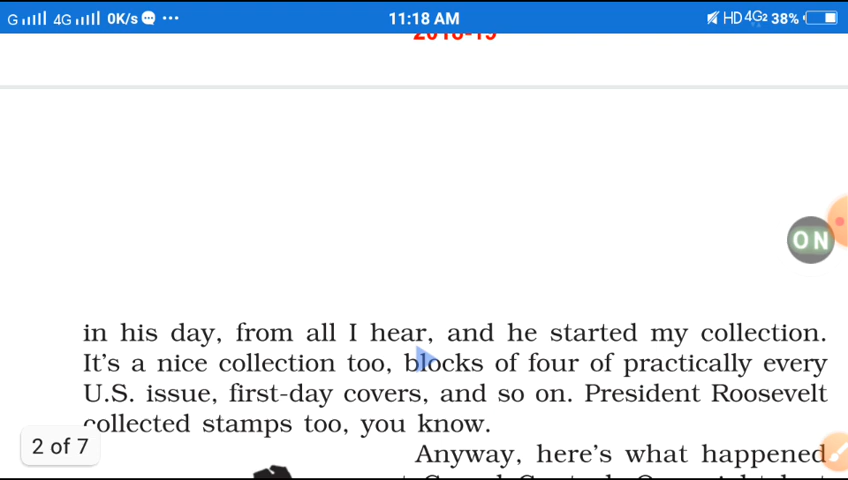 G 4G 0K/s 11:18 AM HD 4G2 38%
2018-19
ON
in his day, from all I hear, and he started my collection.
It's a nice collection too, blocks of four of practically every
U.S. issue, first-day covers, and so on. President Roosevelt
collected stamps too, you know.
2 of 7
Anyway, here's what happened